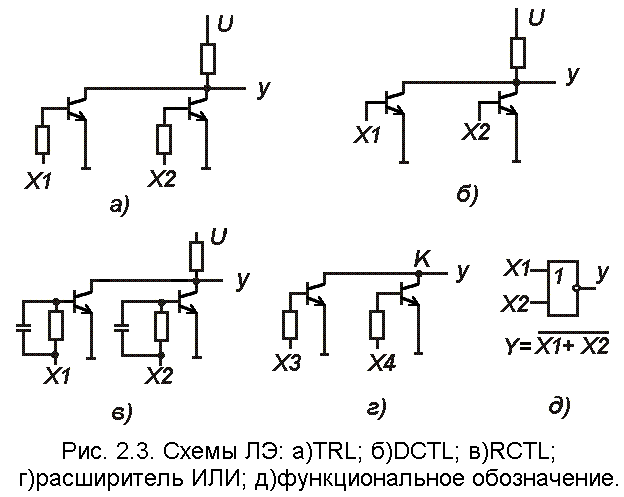 U
y
X1
X2
а)
U
y
X1
X2
б)
U
y
X1
X2
в)
K
y
X3
X4
г)
X1
1
y
X2
Y= X1+ X2
д)
Рис. 2.3. Схемы ЛЭ: а)TRL; б)DCTL; в)RCTL;
г)расширитель ИЛИ; д)функциональное обозначение.